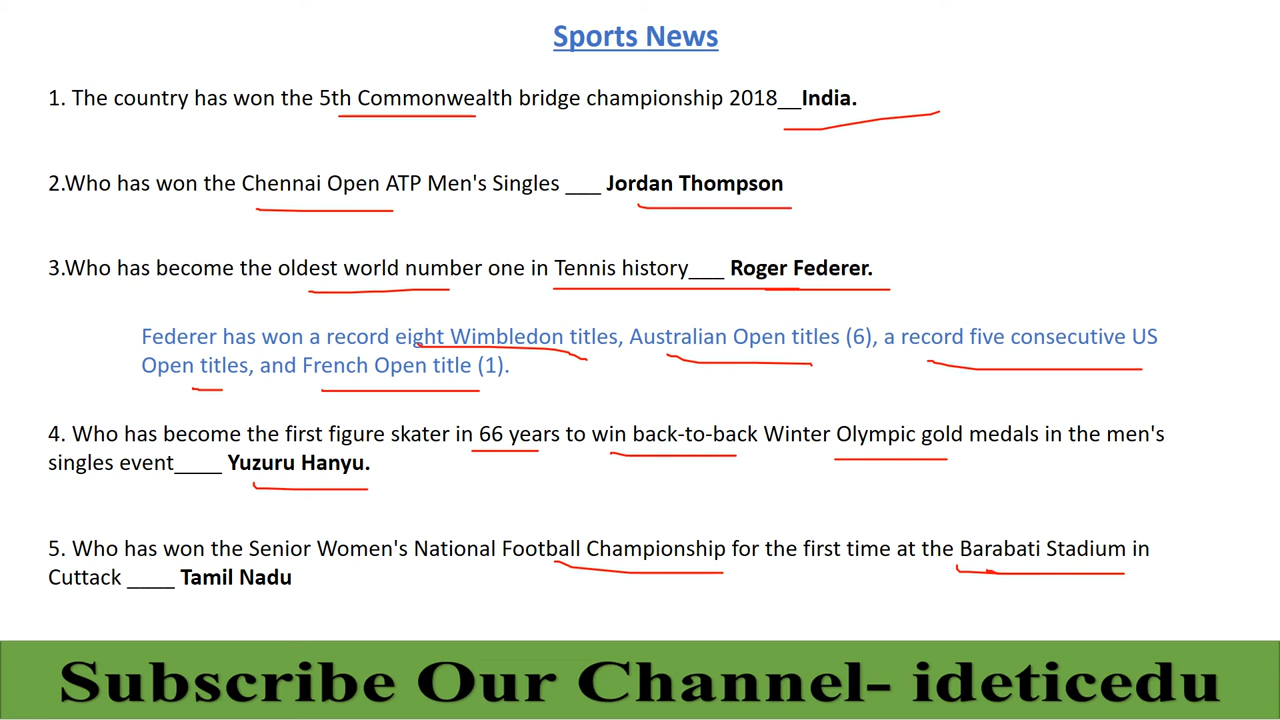 Sports News
1. The country has won the 5th Commonwealth bridge championship 2018__India.
2.Who has won the Chennai Open ATP Men's Singles ___ Jordan Thompson
3.Who has become the oldest world number one in Tennis history___ Roger Federer.
Federer has won a record eight Wimbledon titles, Australian Open titles (6), a record five consecutive US
Open titles, and French Open title (1).
4. Who has become the first figure skater in 66 years to win back-to-back Winter Olympic gold medals in the men's
singles event____ Yuzuru Hanyu.
5. Who has won the Senior Women's National Football Championship for the first time at the Barabati Stadium in
Cuttack ____ Tamil Nadu
Subscribe Our Channel- ideticedu